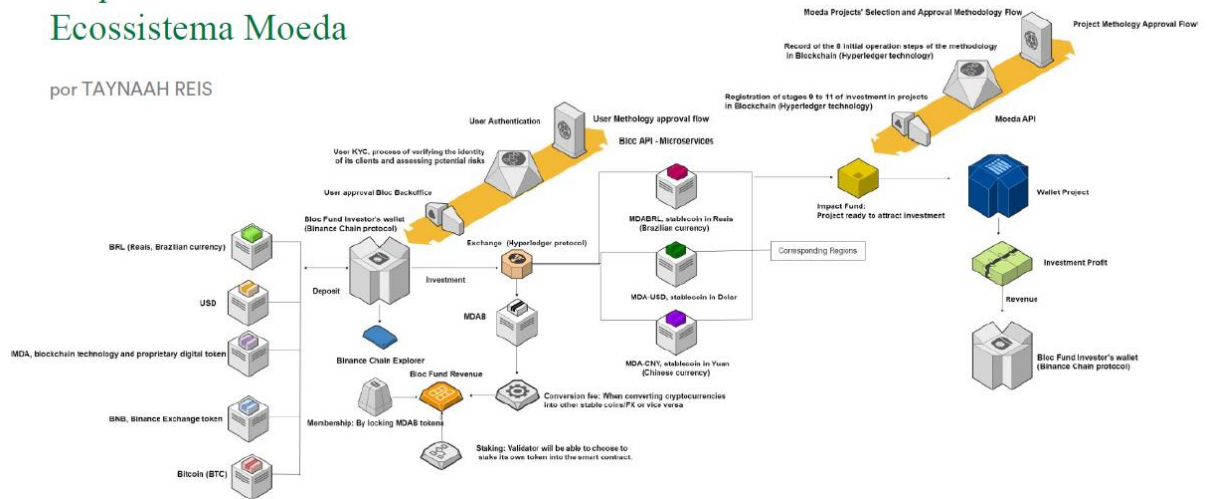 Ecossistema Moeda
por TAYNAAH REIS
Moeda Projects' Selection and Approval Methodology Flow
Project Methology Approval Flow
Record of the 8 initial operation steps of the methodology
in Blockchain (Hyperledger technology)
Registration of stages 9 to 11 of investment in projects
in Blockchain (Hyperledger technology)
Moeda API
User Authentication
User Methology approval flow
Bloc API - Microservices
User KYC, process of verifying the identity
of its clients and assessing potential risks
User approval Bloc Backoffice
Bloc Fund Investor's wallet
(Binance Chain protocol)
BRL (Reais, Brazilian currency)
USD
MDA, blockchain technology and proprietary digital token
BNB, Binance Exchange token
Bitcoin (BTC)
Deposit
Investment
Exchange (Hyperledger protocol)
MDAB
Binance Chain Explorer
Bloc Fund Revenue
Membership: By locking MDAB tokens
Conversion fee: When converting cryptocurrencies
into other stable coins/FX or vice versa
Staking: Validator will be able to choose to
stake its own token into the smart contract.
MDABRL, stablecoin in Reais
(Brazilian currency)
MDA-USD, stablecoin in Dolar
MDA-CNY, stablecoin in Yuan
(Chinese currency)
Corresponding Regions
Impact Fund:
Project ready to attract investment
Wallet Project
Investment Profit
Revenue
Bloc Fund Investor's wallet
(Binance Chain protocol)